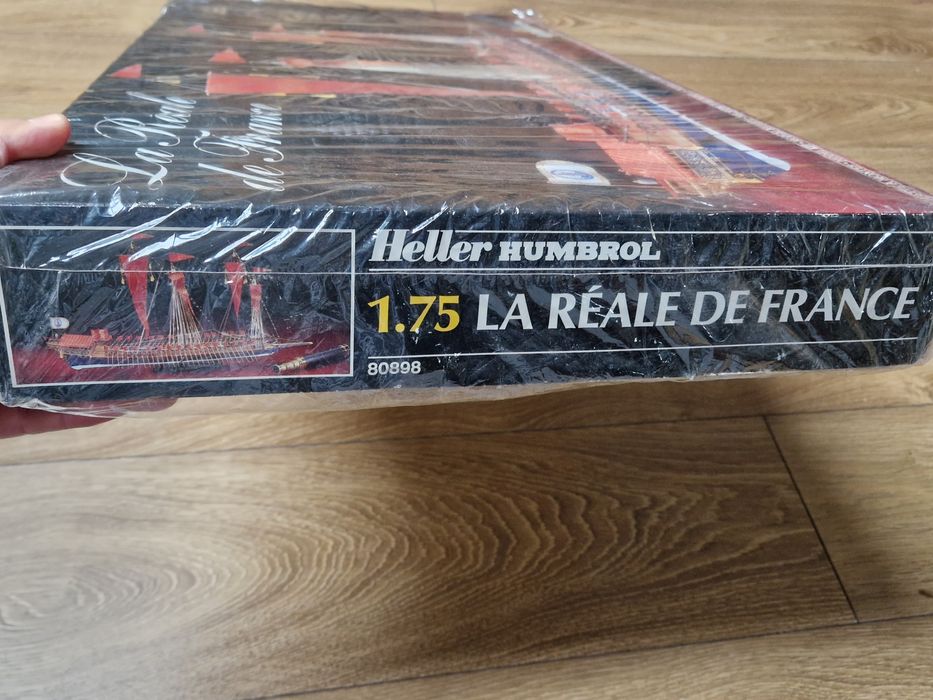 La Réale
de France
Heller HUMBROL
1.75 LA RÉALE DE FRANCE
80898